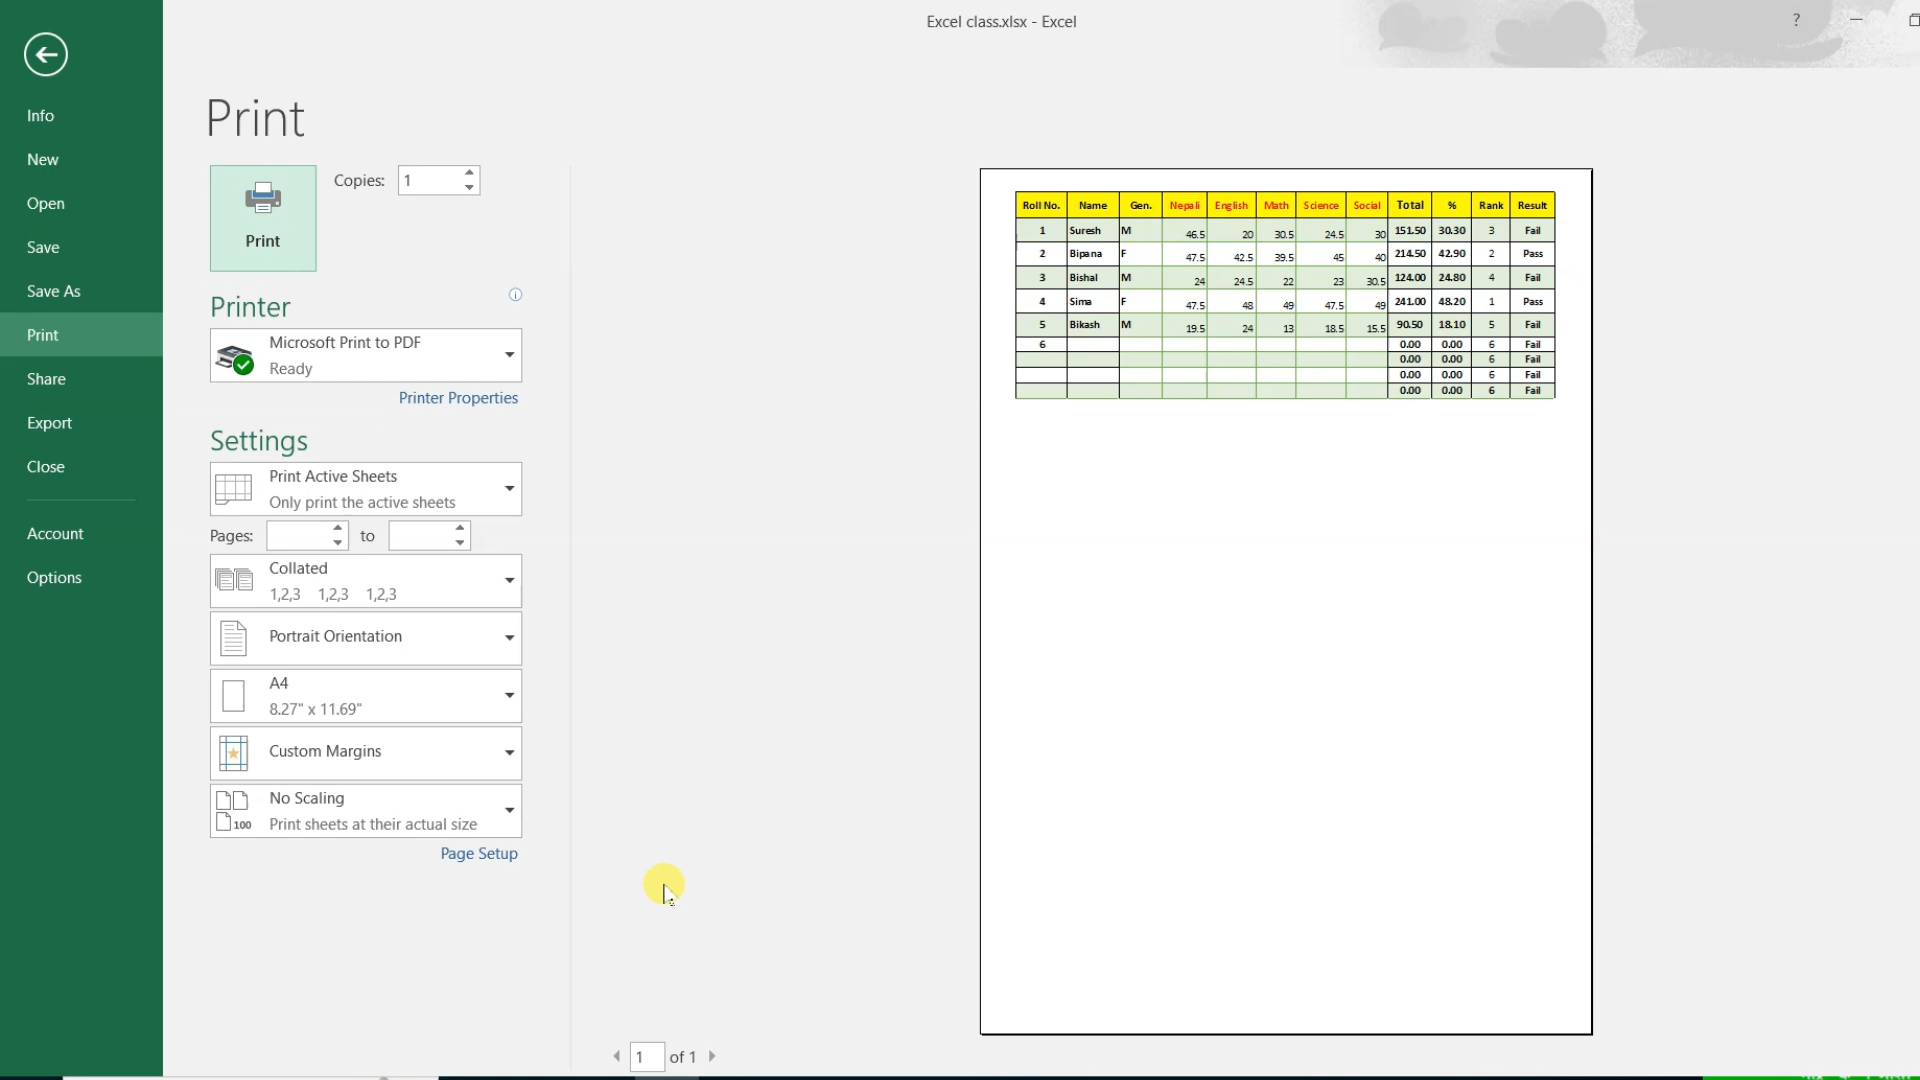 Excel class.xlsx - Excel
?
Info
New
Open
Save
Save As
Print
Share
Export
Close
Account
Options
Print
Print
Copies: 1
Printer
Microsoft Print to PDF
Ready
Printer Properties
Settings
Print Active Sheets
Only print the active sheets
Pages: to
Collated
1,2,3 1,2,3 1,2,3
Portrait Orientation
A4
8.27" x 11.69"
Custom Margins
No Scaling
100 Print sheets at their actual size
Page Setup
1 of 1
Roll No. Name Gen. Nepali English Math Science Social Total % Rank Result
1 Suresh M 46.5 20 30.5 24.5 30 151.50 30.30 3 Fail
2 Bipana F 47.5 42.5 39.5 45 40 214.50 42.90 2 Pass
3 Bishal M 24 24.5 22 23 30.5 124.00 24.80 4 Fail
4 Sima F 47.5 48 49 47.5 49 241.00 48.20 1 Pass
5 Bikash M 19.5 24 13 18.5 15.5 90.50 18.10 5 Fail
6 0.00 0.00 6 Fail
0.00 0.00 6 Fail
0.00 0.00 6 Fail
0.00 0.00 6 Fail